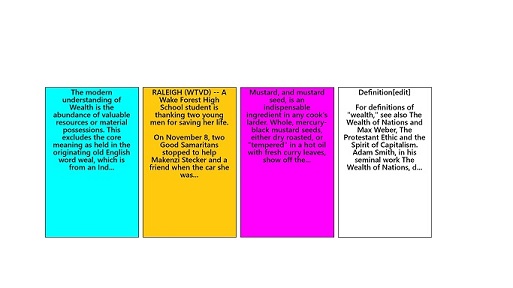 The modern
understanding of
Wealth is the
abundance of valuable
resources or material
possessions. This
excludes the core
meaning as held in the
originating old English
word weal, which is
from an Ind...
RALEIGH (WTVD) -- A
Wake Forest High
School student is
thanking two young
men for saving her life.
On November 8, two
Good Samaritans
stopped to help
Makenzi Stecker and a
friend when the car she
was...
Mustard, and mustard
seed, is an
indispensable
ingredient in any cook's
larder. Whole, mercury-
black mustard seeds,
either dry roasted, or
"tempered" in a hot oil
with fresh curry leaves,
show off the...
Definition[edit]
For definitions of
"wealth," see also The
Wealth of Nations and
Max Weber, The
Protestant Ethic and the
Spirit of Capitalism.
Adam Smith, in his
seminal work The
Wealth of Nations, d...